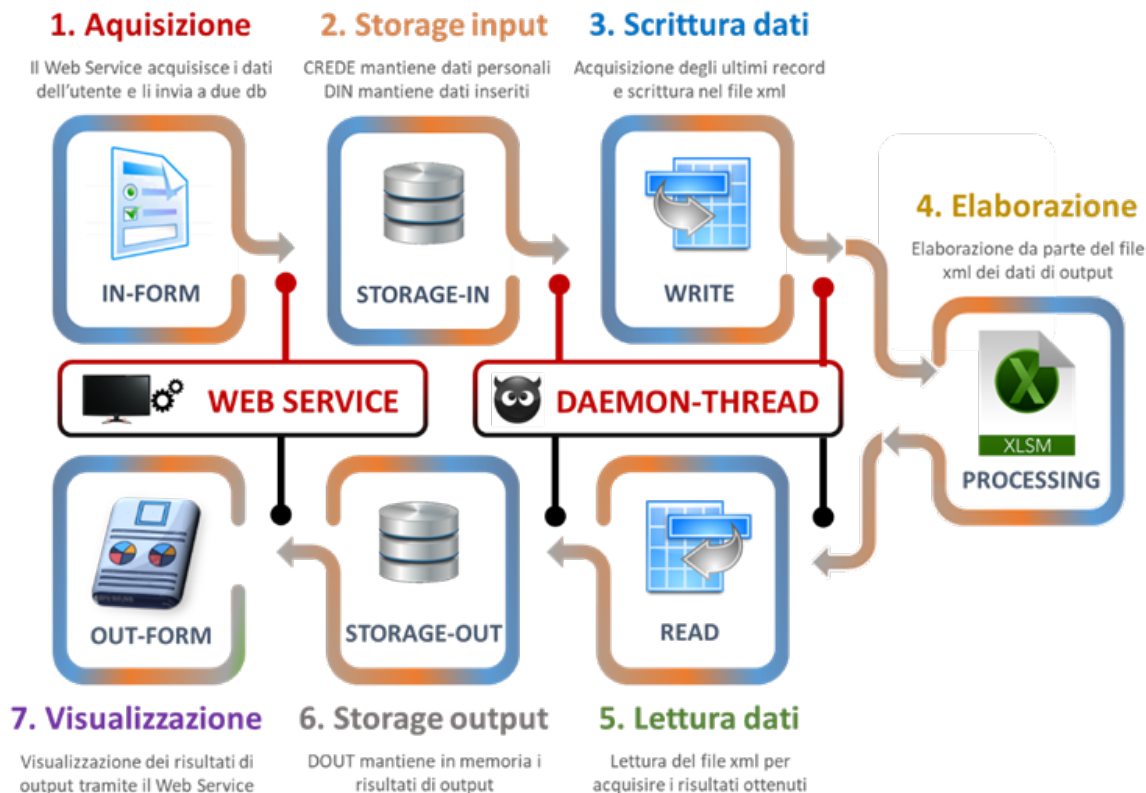 1. Aquisizione
Il Web Service acquisisce i dati
dell'utente e li invia a due db
2. Storage input
CREDE mantiene dati personali
DIN mantiene dati inseriti
3. Scrittura dati
Acquisizione degli ultimi record
e scrittura nel file xml
4. Elaborazione
Elaborazione da parte del file
xml dei dati di output
IN-FORM
STORAGE-IN
WRITE
WEB SERVICE
DAEMON-THREAD
X
XLSM
PROCESSING
OUT-FORM
STORAGE-OUT
READ
7. Visualizzazione
Visualizzazione dei risultati di
output tramite il Web Service
6. Storage output
DOUT mantiene in memoria i
risultati di output
5. Lettura dati
Lettura del file xml per
acquisire i risultati ottenuti